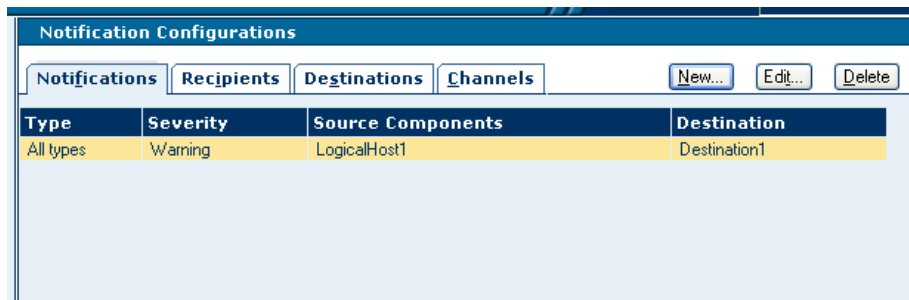 Notification Configurations
Notifications Recipients Destinations Channels New... Edit... Delete
Type Severity Source Components Destination
All types Warning LogicalHost1 Destination1